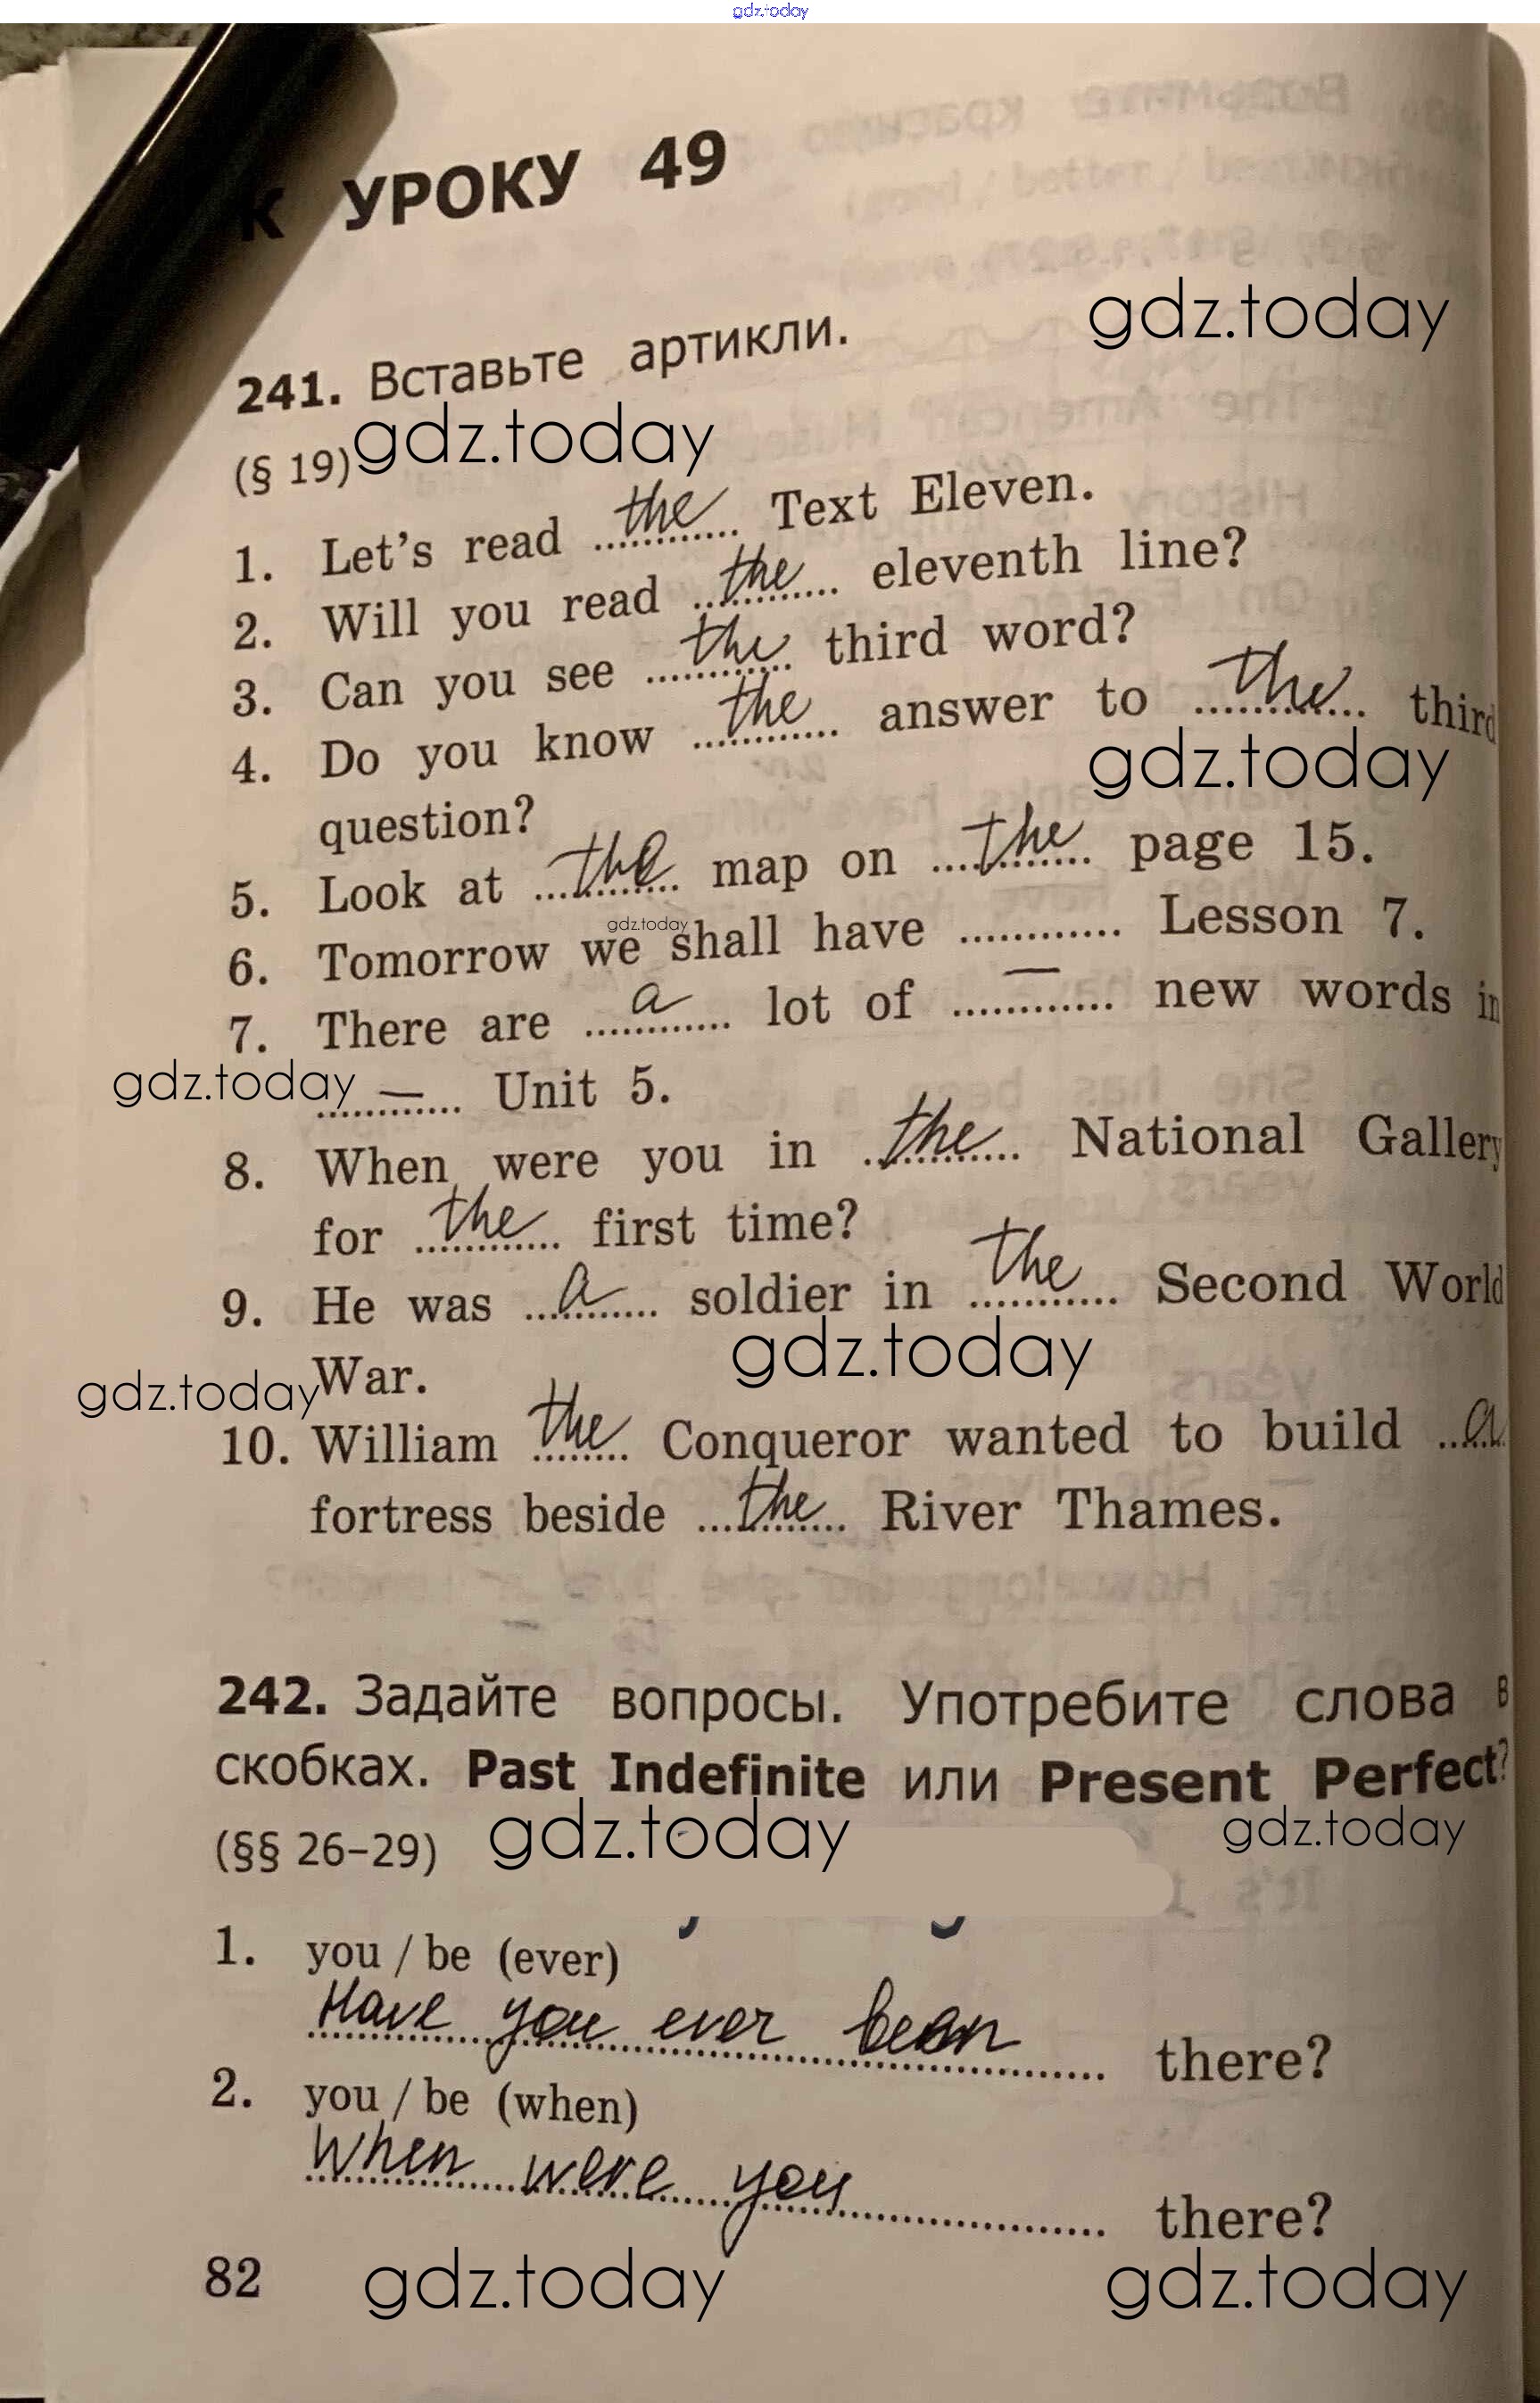 gdz.today
К УРОКУ 49
gdz.today
241. Вставьте артикли.
(§ 19) gdz.today
1. Let's read the Text Eleven.
2. Will you read the eleventh line?
3. Can you see the third word?
4. Do you know the answer to the third
gdz.today
question?
5. Look at the map on the page 15.
gdz.today
6. Tomorrow we shall have ............ Lesson 7.
7. There are a lot of — new words in
gdz.today — Unit 5.
8. When were you in the National Gallery
for the first time?
9. He was a soldier in the Second World
gdz.today
gdz.today War.
10. William the Conqueror wanted to build a
fortress beside the River Thames.
242. Задайте вопросы. Употребите слова в
скобках. Past Indefinite или Present Perfect?
(§§ 26–29) gdz.today gdz.today
1. you / be (ever)
Have you ever been there?
2. you / be (when)
When were you there?
82 gdz.today gdz.today